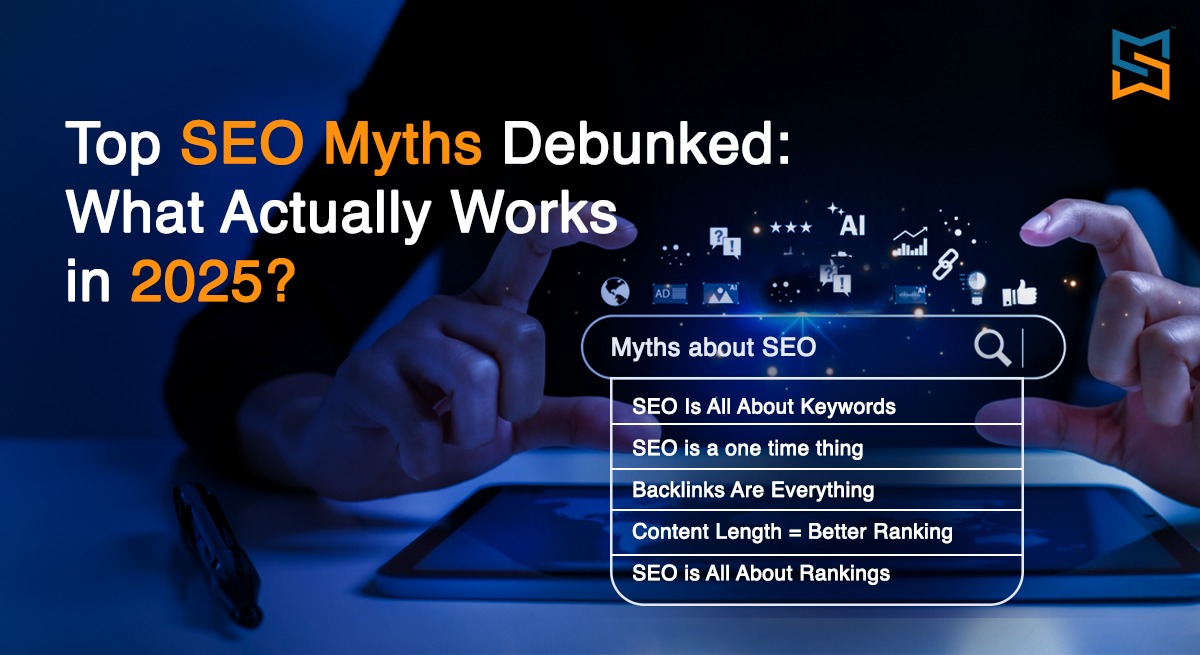 Top SEO Myths Debunked:
What Actually Works
in 2025?
AI
AD
AI
Myths about SEO
SEO Is All About Keywords
SEO is a one time thing
Backlinks Are Everything
Content Length = Better Ranking
SEO is All About Rankings